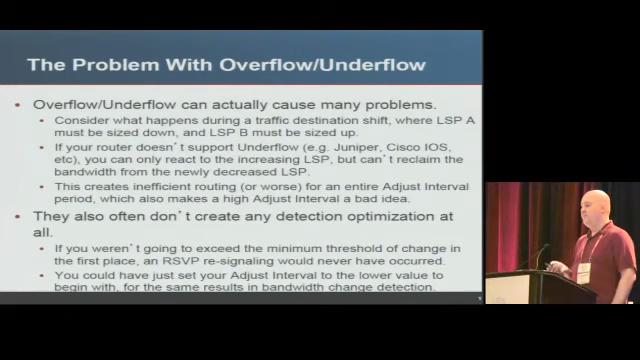 The Problem With Overflow/Underflow
• Overflow/Underflow can actually cause many problems.
• Consider what happens during a traffic destination shift, where LSP A
must be sized down, and LSP B must be sized up.
• If your router doesn't support Underflow (e.g. Juniper, Cisco IOS,
etc), you can only react to the increasing LSP, but can't reclaim the
bandwidth from the newly decreased LSP.
• This creates inefficient routing (or worse) for an entire Adjust Interval
period, which also makes a high Adjust Interval a bad idea.
• They also often don't create any detection optimization at
all.
• If you weren't going to exceed the minimum threshold of change in
the first place, an RSVP re-signaling would never have occurred.
• You could have just set your Adjust Interval to the lower value to
begin with, for the same results in bandwidth change detection.